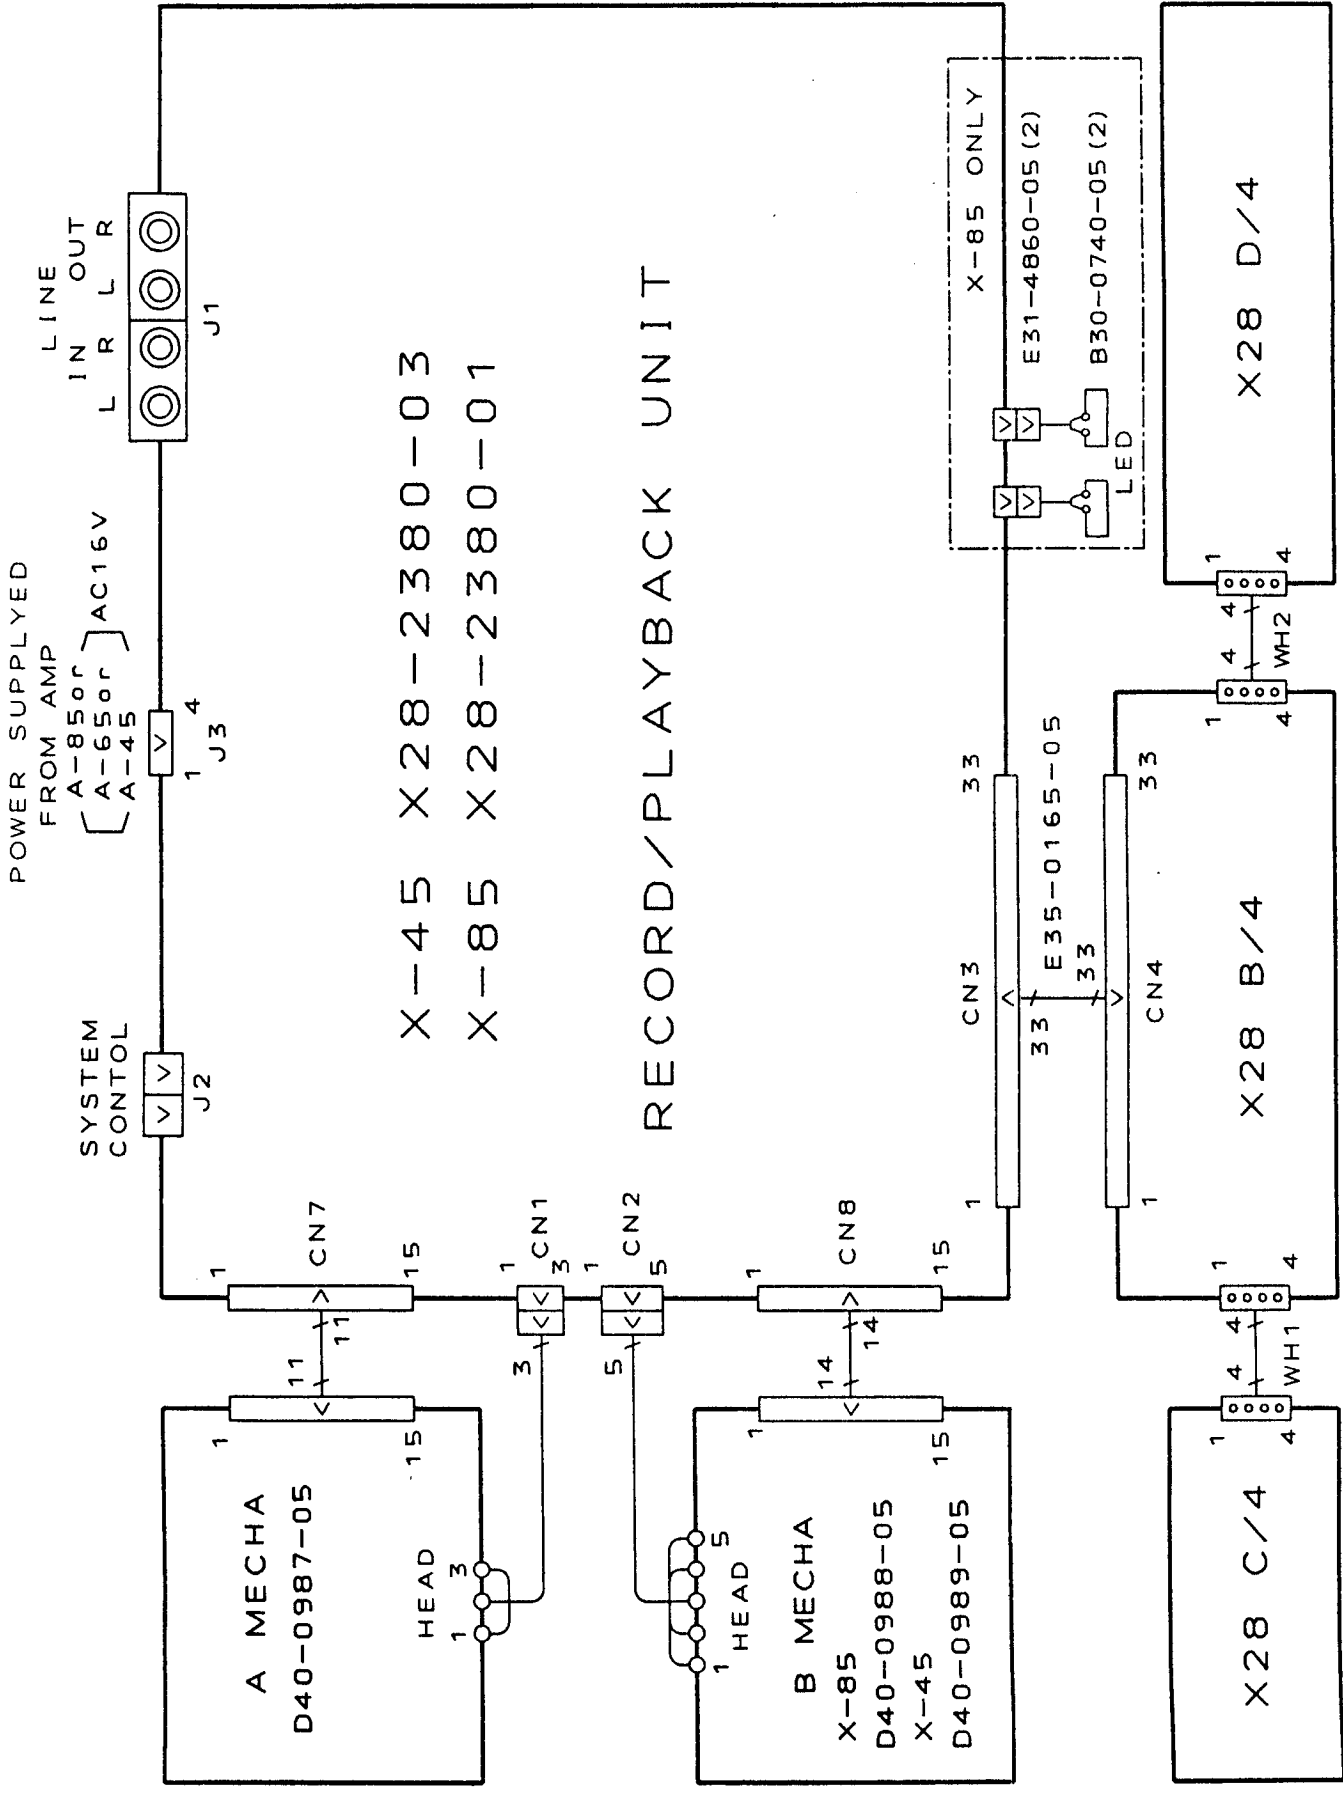 POWER SUPPLYED
FROM AMP
A-85or
A-65or
A-45
AC16V
LINE
IN OUT
L R L R
J1
1 4
J3
SYSTEM
CONTOL
J2
X-45 X28-2380-03
X-85 X28-2380-01
RECORD/PLAYBACK UNIT
A MECHA
D40-0987-05
HEAD
1 3
1
15
11
11
1
15
CN7
3
1
3
CN1
5
1
5
CN2
B MECHA
X-85
D40-0988-05
X-45
D40-0989-05
1 5
HEAD
1
15
14
14
1
15
CN8
X-85 ONLY
E31-4860-05(2)
B30-0740-05(2)
LED
CN3
1 33
33
E35-0165-05
33
1 33
CN4
X28 C/4
1
4
4
4
WH1
1
4
X28 B/4
1
4
4
4
WH2
1
4
X28 D/4